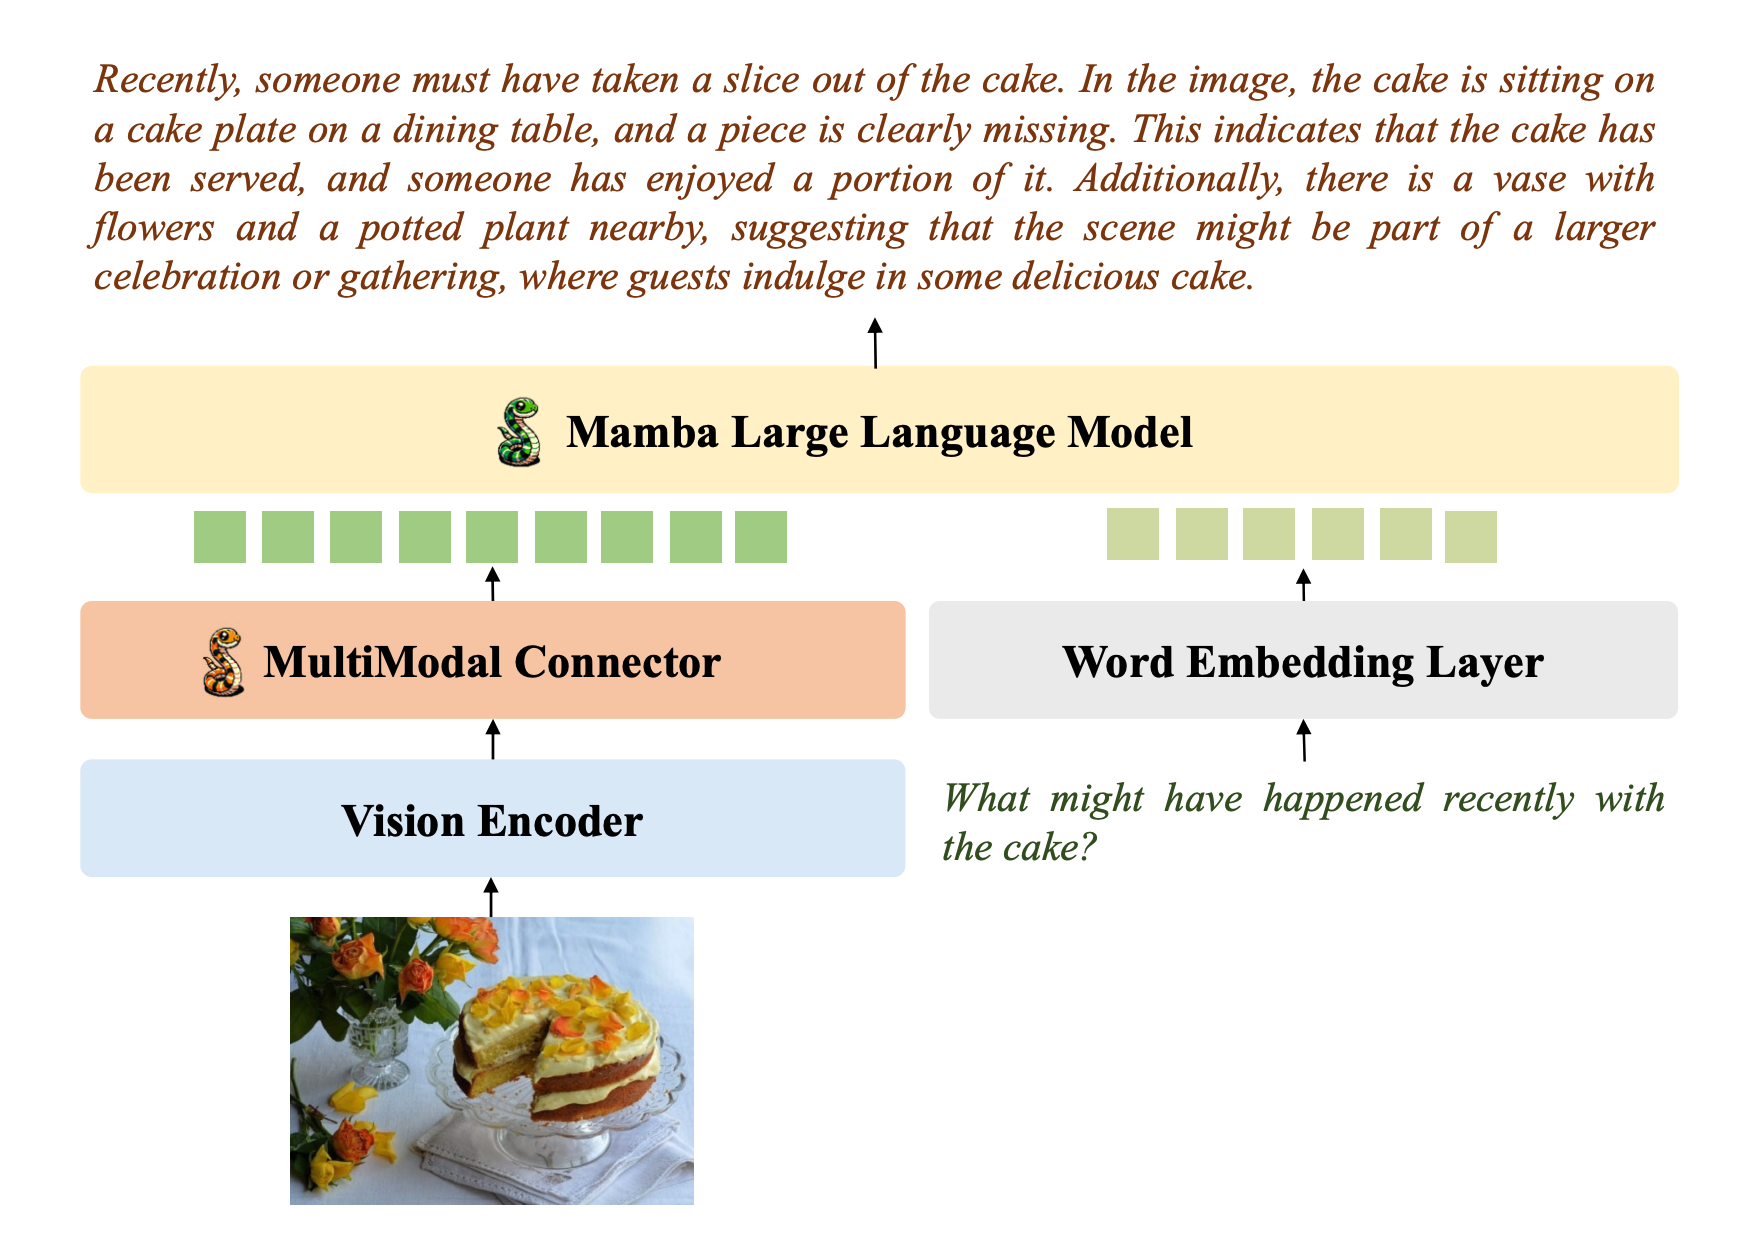 Recently, someone must have taken a slice out of the cake. In the image, the cake is sitting on
a cake plate on a dining table, and a piece is clearly missing. This indicates that the cake has
been served, and someone has enjoyed a portion of it. Additionally, there is a vase with
flowers and a potted plant nearby, suggesting that the scene might be part of a larger
celebration or gathering, where guests indulge in some delicious cake.
Mamba Large Language Model
MultiModal Connector
Word Embedding Layer
Vision Encoder
What might have happened recently with
the cake?